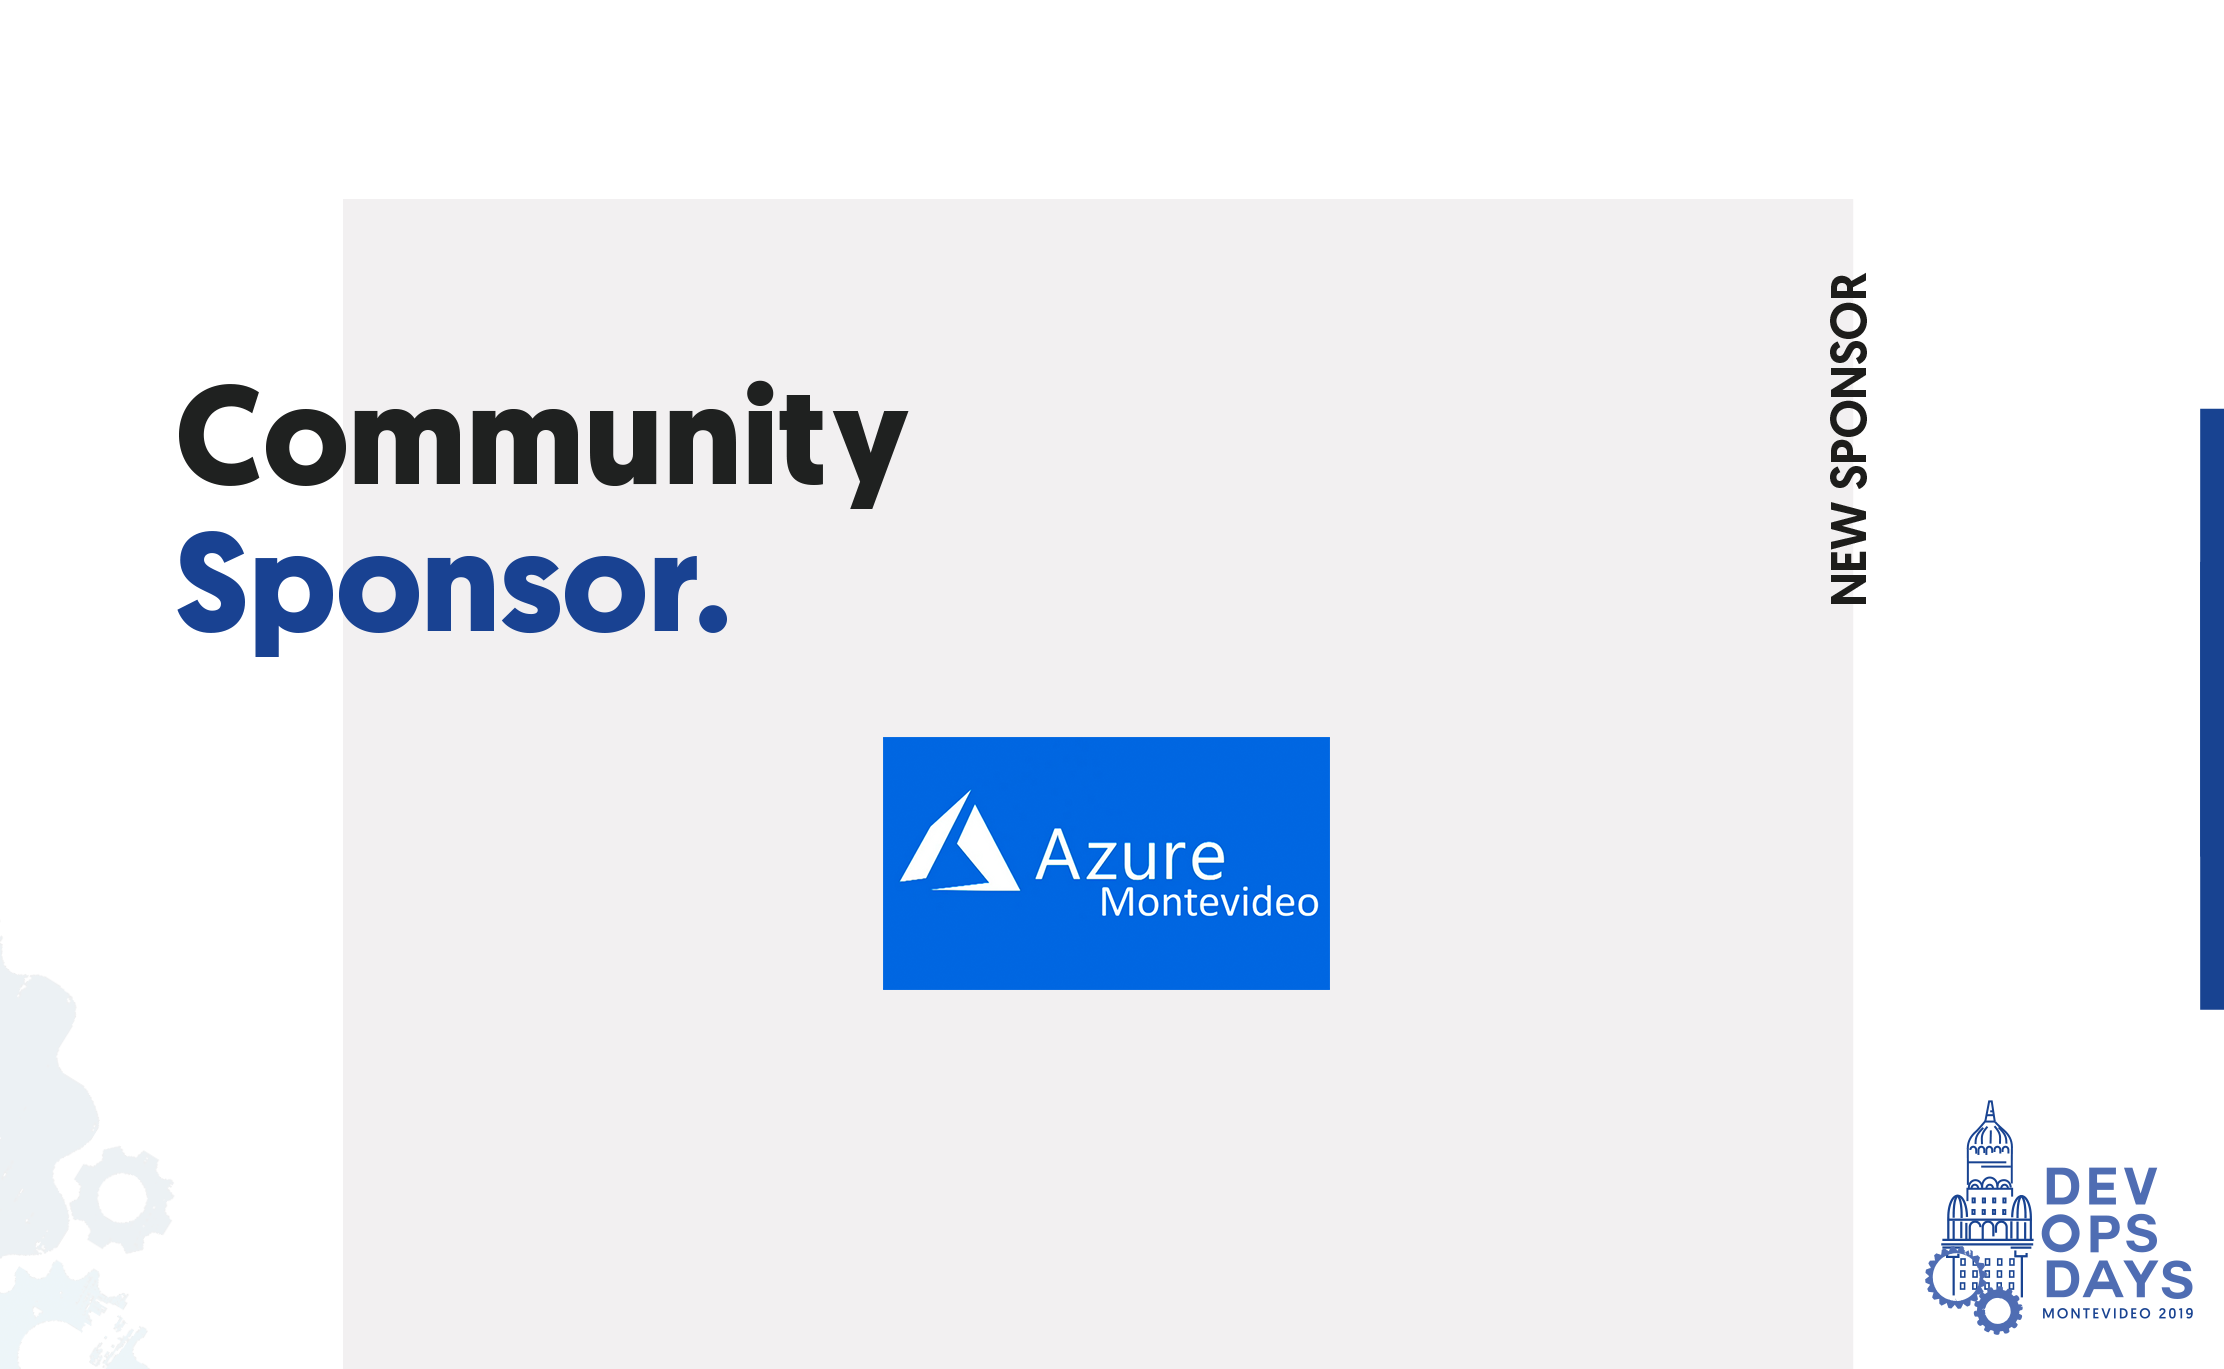 Community
Sponsor.
NEW SPONSOR
Azure
Montevideo
DEV
OPS
DAYS
MONTEVIDEO 2019